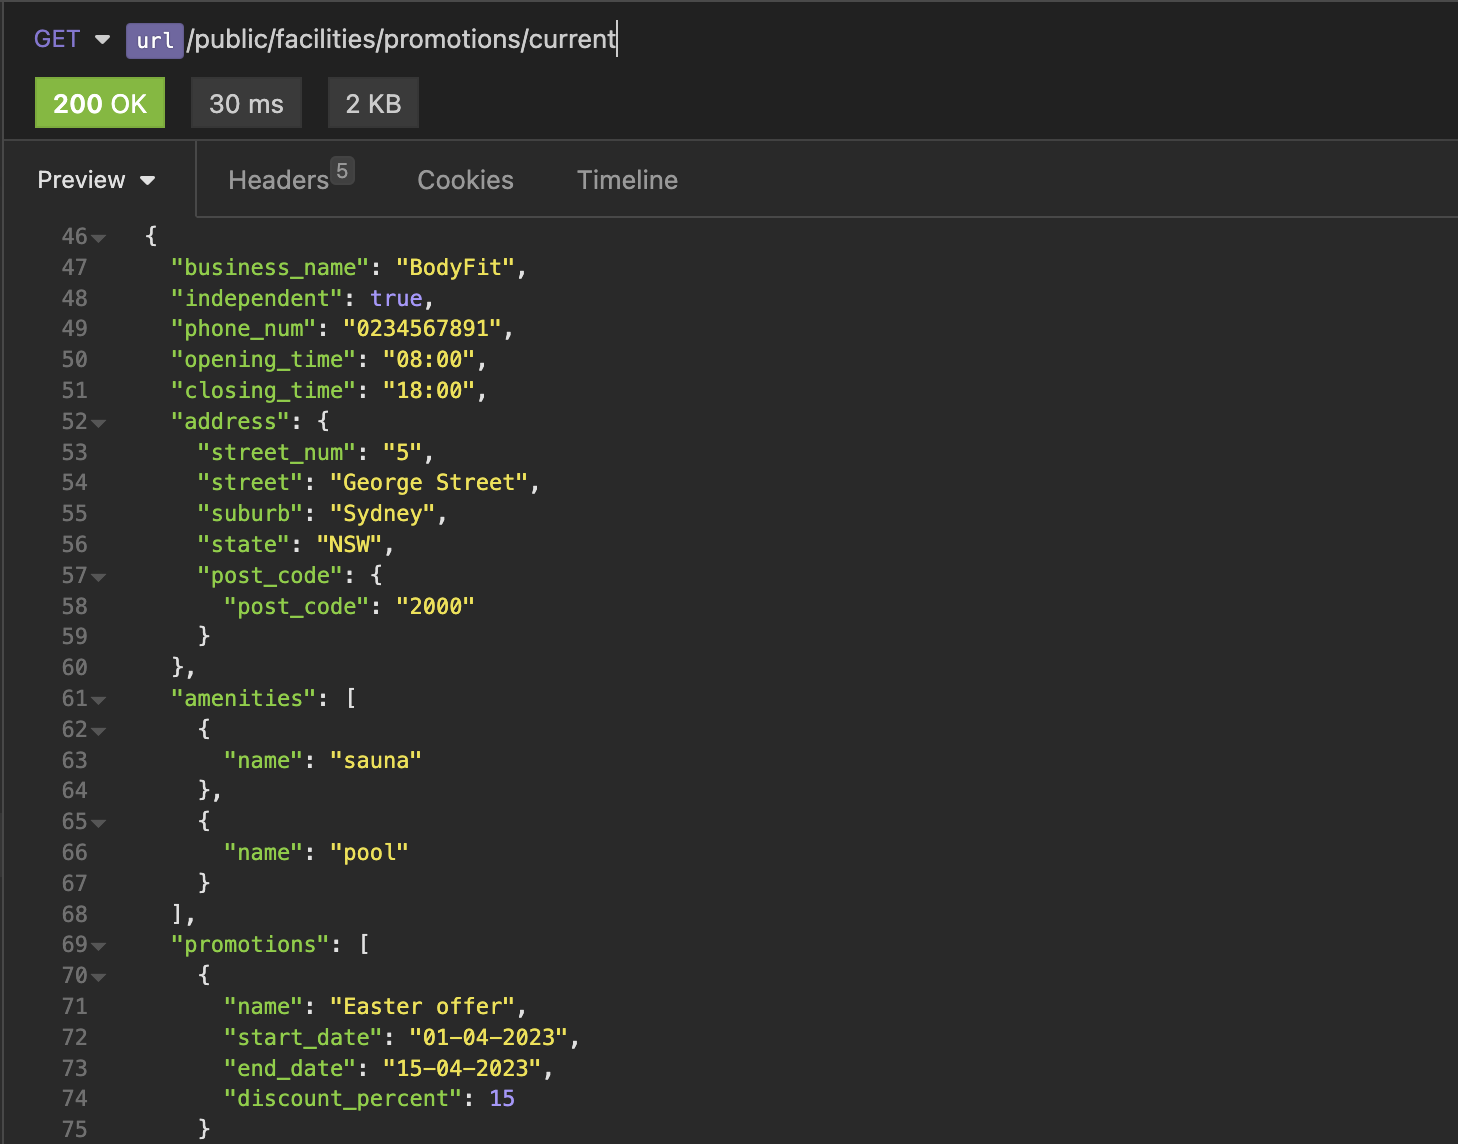 GET url/public/facilities/promotions/current
200 OK 30 ms 2 KB
Preview Headers 5 Cookies Timeline
46 {
47 "business_name": "BodyFit",
48 "independent": true,
49 "phone_num": "0234567891",
50 "opening_time": "08:00",
51 "closing_time": "18:00",
52 "address": {
53 "street_num": "5",
54 "street": "George Street",
55 "suburb": "Sydney",
56 "state": "NSW",
57 "post_code": {
58 "post_code": "2000"
59 }
60 },
61 "amenities": [
62 {
63 "name": "sauna"
64 },
65 {
66 "name": "pool"
67 }
68 ],
69 "promotions": [
70 {
71 "name": "Easter offer",
72 "start_date": "01-04-2023",
73 "end_date": "15-04-2023",
74 "discount_percent": 15
75 }